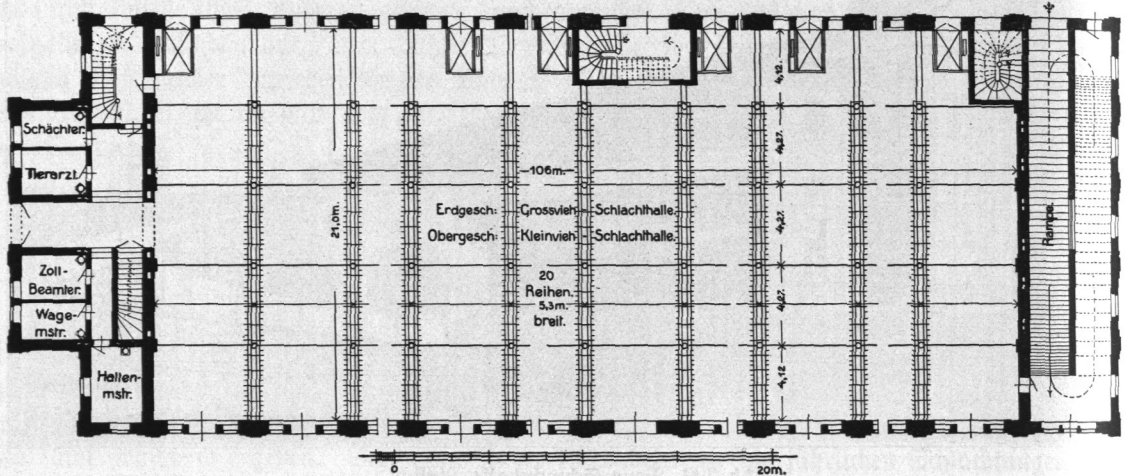 Schächter.
Tierarzt.
Zoll-
Beamter.
Wage-
mstr.
Hallen-
mstr.
21,0m.
106m.
Erdgesch: Grossvieh - Schlachthalle.
Obergesch: Kleinvieh - Schlachthalle.
20
Reihen.
5,3m.
breit.
4,12.
4,27.
4,27.
4,27.
4,12
Rampe.
0
20m.